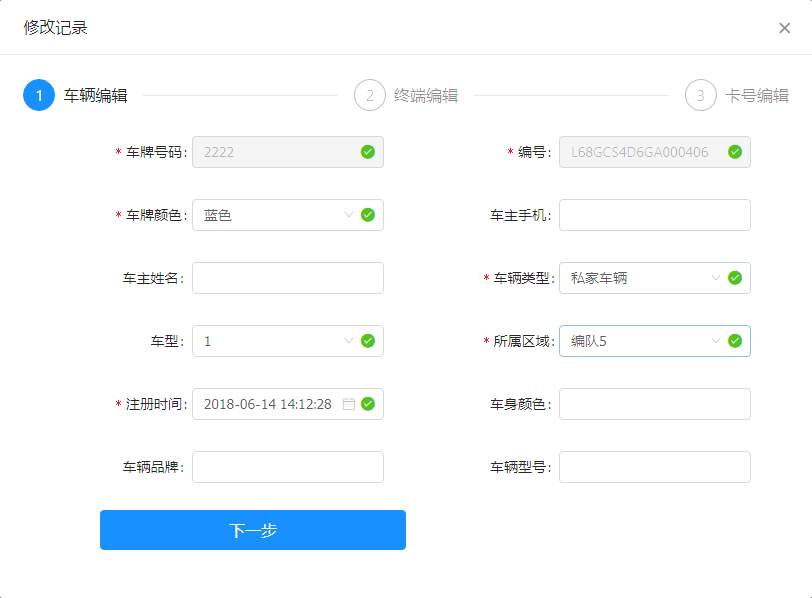 修改记录
1 车辆编辑 2 终端编辑 3 卡号编辑
* 车牌号码: 2222 * 编号: L68GCS4D6GA000406
* 车牌颜色: 蓝色 车主手机:
车主姓名: * 车辆类型: 私家车辆
车型: 1 * 所属区域: 编队5
* 注册时间: 2018-06-14 14:12:28 车身颜色:
车辆品牌: 车辆型号:
下一步